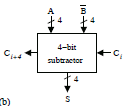 A B̅
4 4
C_{i+4} 4-bit C_i
subtractor
4
S
(b)